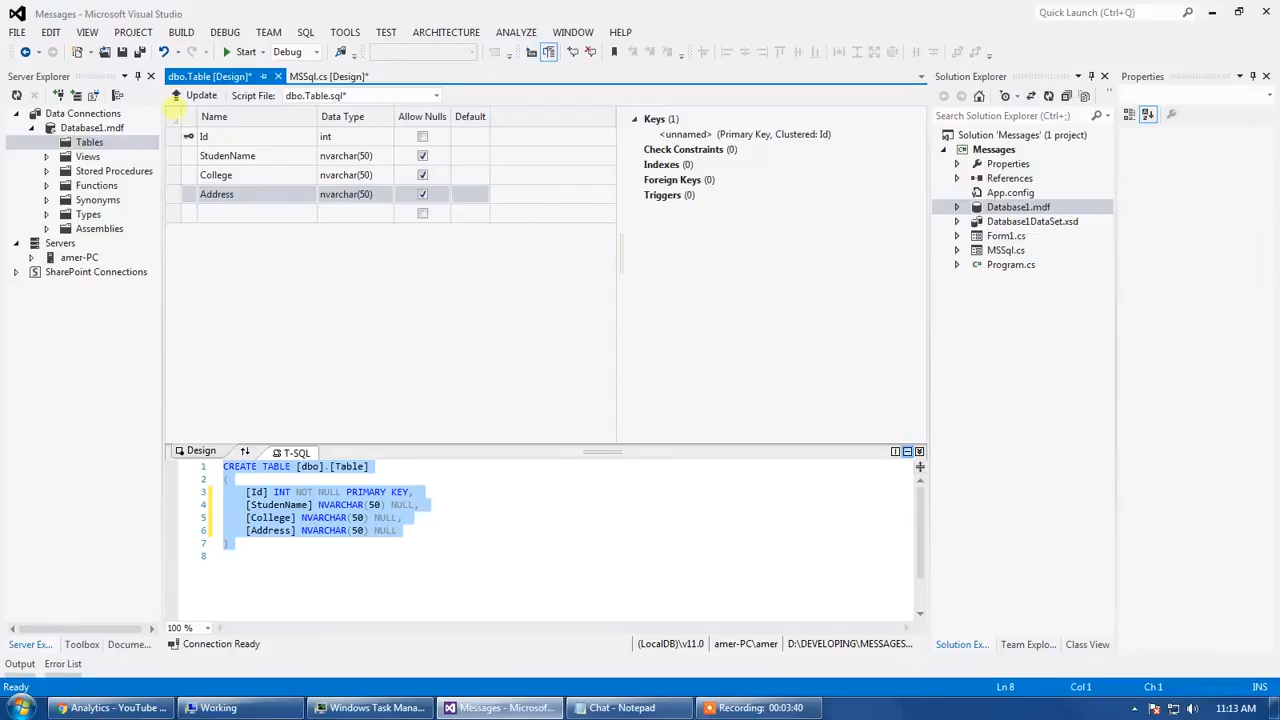 Messages - Microsoft Visual Studio
Quick Launch (Ctrl+Q)
FILE EDIT VIEW PROJECT BUILD DEBUG TEAM SQL TOOLS TEST ARCHITECTURE ANALYZE WINDOW HELP
Start Debug
Server Explorer
dbo.Table [Design]* MSSql.cs [Design]*
Solution Explorer
Properties
Update Script File: dbo.Table.sql*
Search Solution Explorer (Ctrl+;)
Data Connections
Database1.mdf
Tables
Views
Stored Procedures
Functions
Synonyms
Types
Assemblies
Servers
amer-PC
SharePoint Connections
Name Data Type Allow Nulls Default
Id int
StudenName nvarchar(50)
College nvarchar(50)
Address nvarchar(50)
Keys (1)
<unnamed> (Primary Key, Clustered: Id)
Check Constraints (0)
Indexes (0)
Foreign Keys (0)
Triggers (0)
Solution 'Messages' (1 project)
Messages
Properties
References
App.config
Database1.mdf
Database1DataSet.xsd
Form1.cs
MSSql.cs
Program.cs
Design T-SQL
1 CREATE TABLE [dbo].[Table]
2 (
3 [Id] INT NOT NULL PRIMARY KEY,
4 [StudenName] NVARCHAR(50) NULL,
5 [College] NVARCHAR(50) NULL,
6 [Address] NVARCHAR(50) NULL
7 )
8
100 %
Server Ex... Toolbox Docume...
Connection Ready
(LocalDB)\v11.0 amer-PC\amer D:\DEVELOPING\MESSAGES...
Solution Ex... Team Explo... Class View
Output Error List
Ready
Ln 8 Col 1 Ch 1 INS
Analytics - YouTube ... Working Windows Task Mana... Messages - Microsof... Chat - Notepad Recording: 00:03:40
11:13 AM